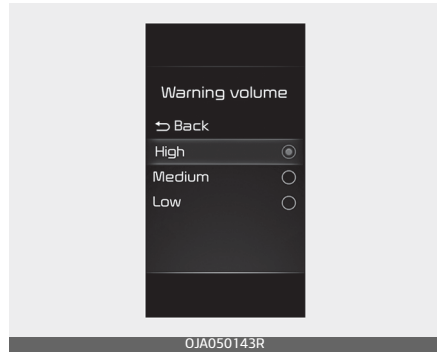 Warning volume
⮌ Back
High
Medium
Low
OJA050143R